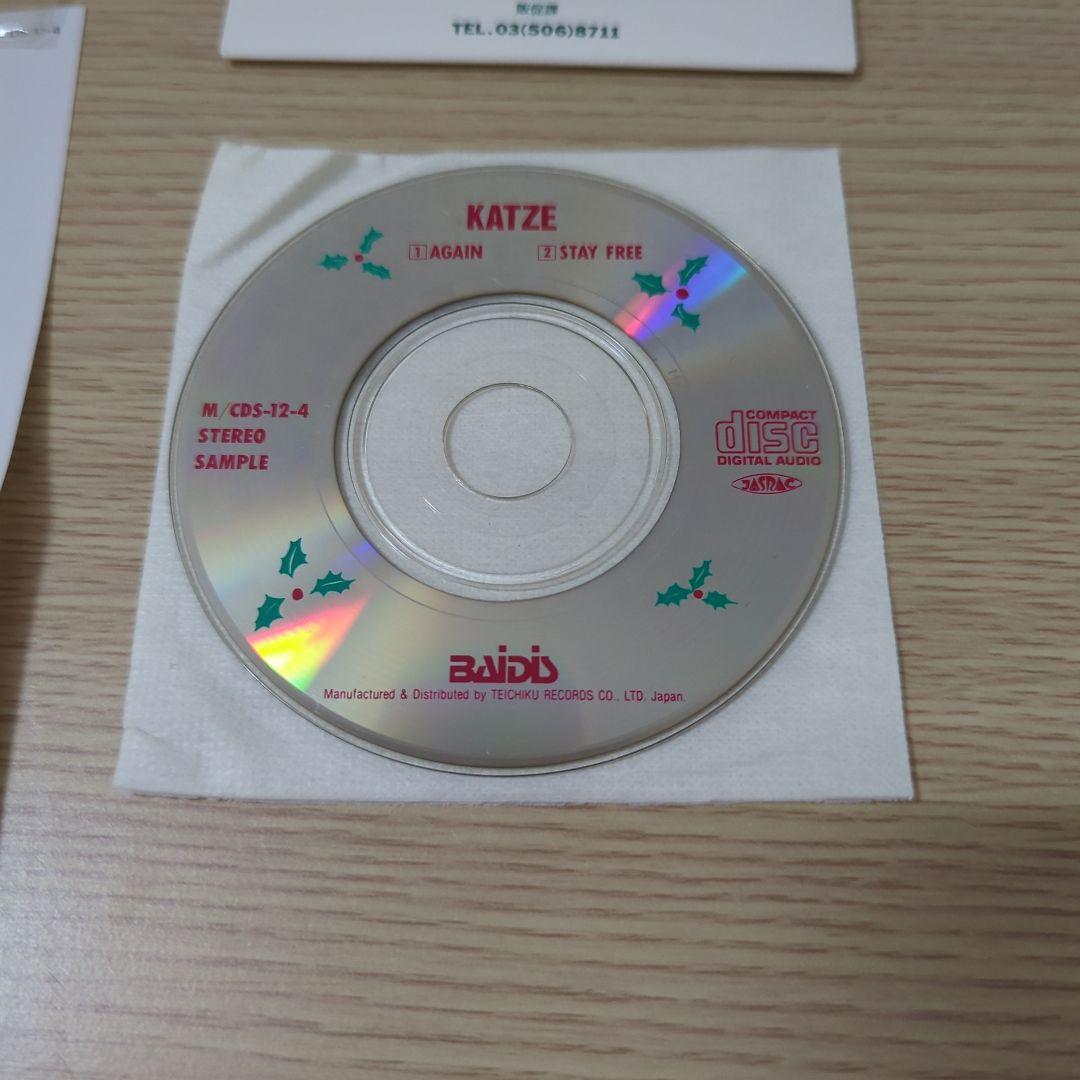 販促課
TEL.03(506)8711
KATZE
1 AGAIN 2 STAY FREE
M/CDS-12-4
STEREO
SAMPLE
COMPACT
disc
DIGITAL AUDIO
JASRAC
BAiDiS
Manufactured & Distributed by TEICHIKU RECORDS CO., LTD. Japan.